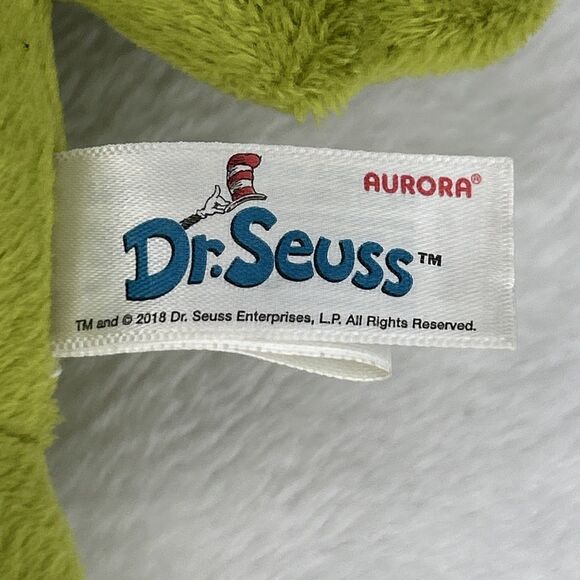 AURORA®
Dr. Seuss™
TM and © 2018 Dr. Seuss Enterprises, L.P. All Rights Reserved.